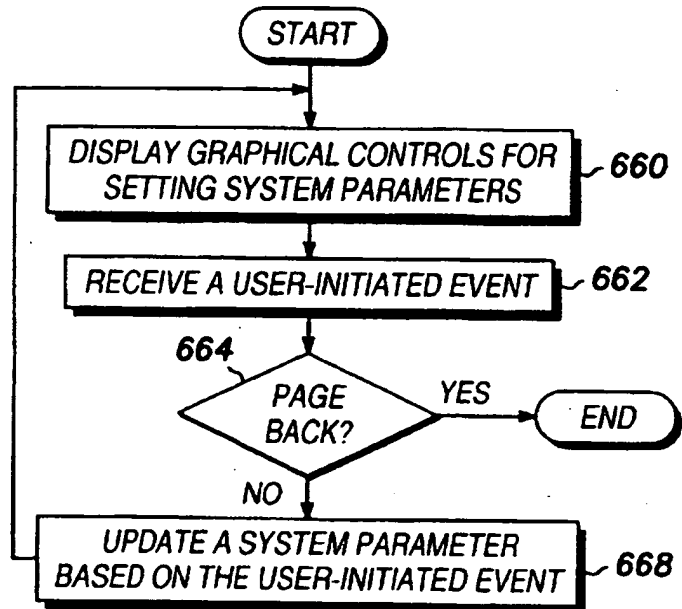 START
DISPLAY GRAPHICAL CONTROLS FOR
SETTING SYSTEM PARAMETERS
660
RECEIVE A USER-INITIATED EVENT
662
664
PAGE
BACK?
YES
END
NO
UPDATE A SYSTEM PARAMETER
BASED ON THE USER-INITIATED EVENT
668